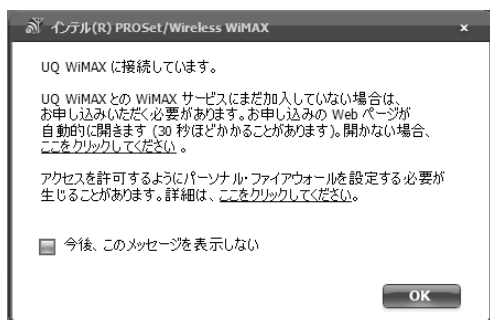 インテル(R) PROSet/Wireless WiMAX x
UQ WiMAX に接続しています。
UQ WiMAX との WiMAX サービスにまだ加入していない場合は、
お申し込みいただく必要があります。お申し込みの Web ページが
自動的に開きます (30 秒ほどかかることがあります)。開かない場合、
ここをクリックしてください 。
アクセスを許可するようにパーソナル・ファイアウォールを設定する必要が
生じることがあります。詳細は、ここをクリックしてください。
今後、このメッセージを表示しない
OK